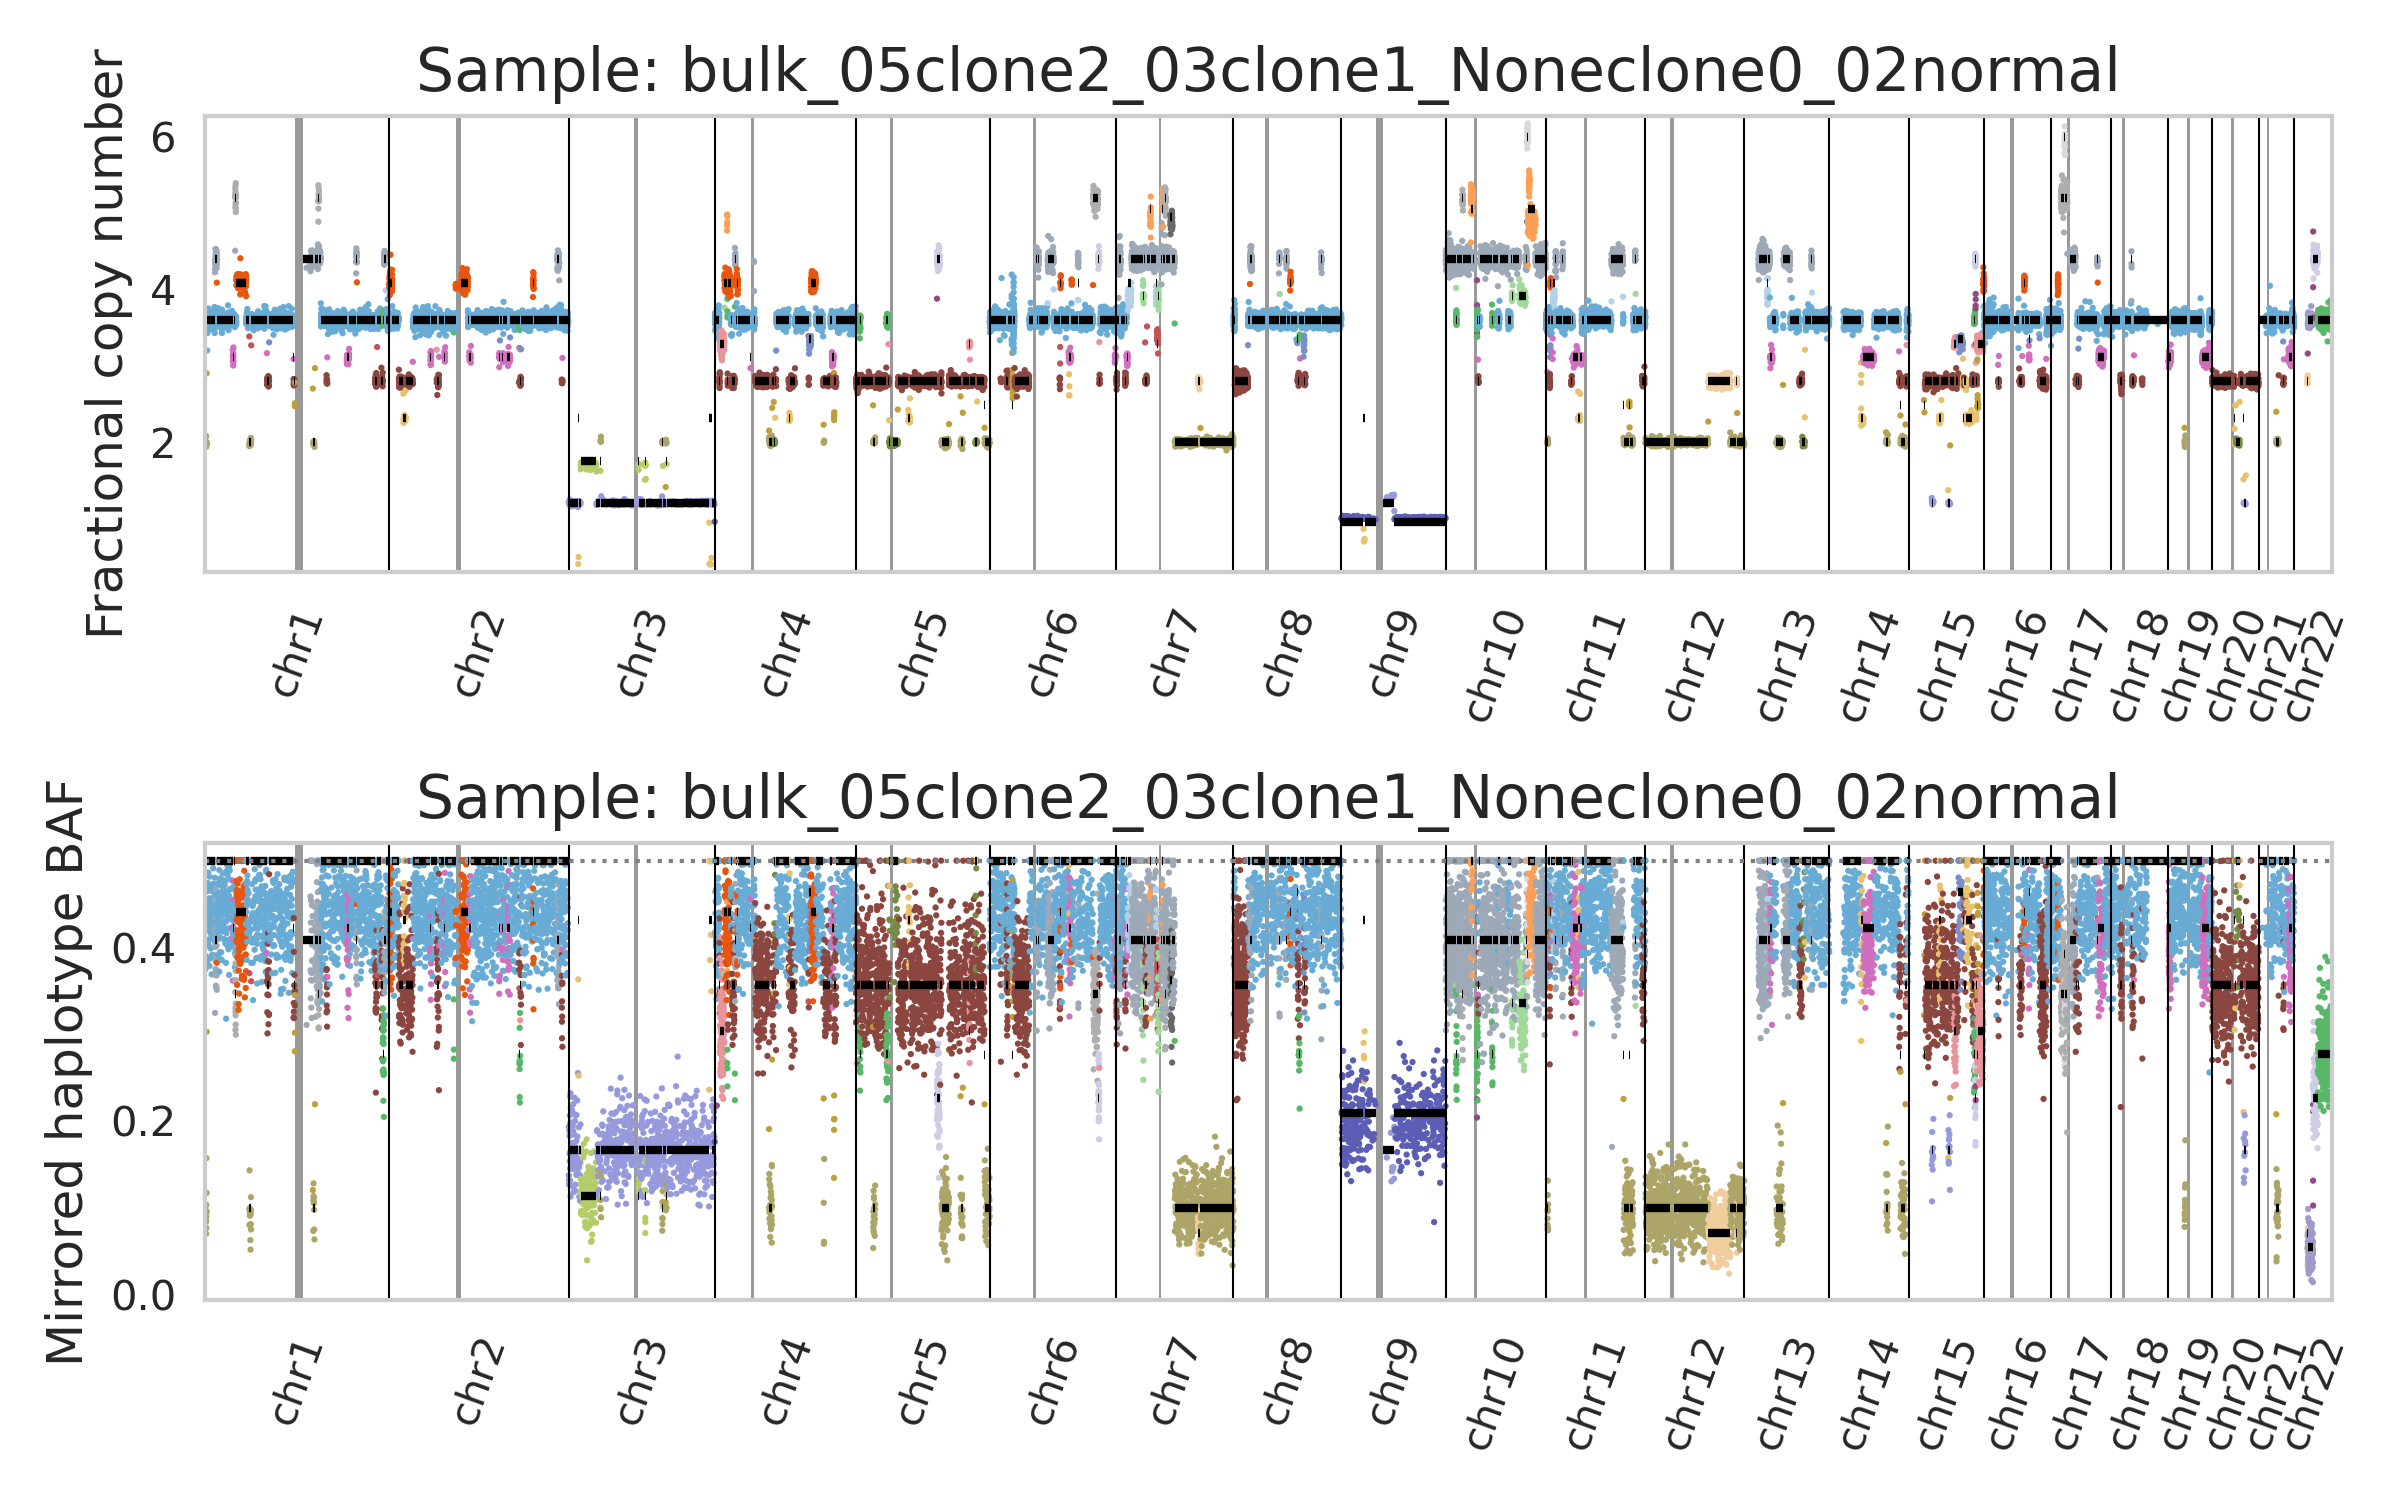 Sample: bulk_05clone2_03clone1_Noneclone0_02normal
Fractional copy number
6
4
2
chr1 chr2 chr3 chr4 chr5 chr6 chr7 chr8 chr9 chr10 chr11 chr12 chr13 chr14 chr15 chr16 chr17 chr18 chr19 chr20 chr21 chr22
Sample: bulk_05clone2_03clone1_Noneclone0_02normal
Mirrored haplotype BAF
0.4
0.2
0.0
chr1 chr2 chr3 chr4 chr5 chr6 chr7 chr8 chr9 chr10 chr11 chr12 chr13 chr14 chr15 chr16 chr17 chr18 chr19 chr20 chr21 chr22